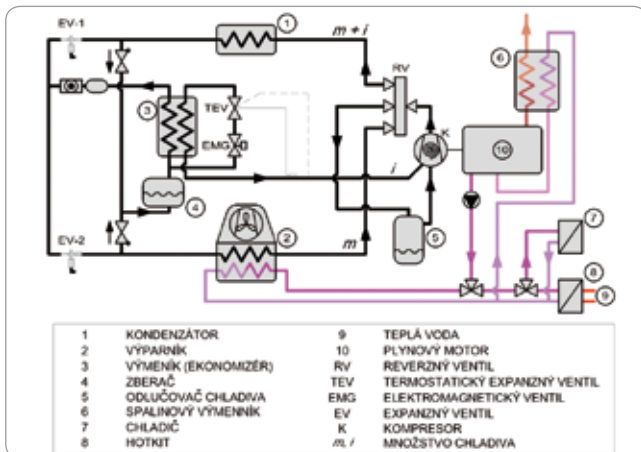 EV-1
1
m + i
RV
6
3
TEV
K
10
EMG
i
4
5
7
EV-2
2
m
8
9
1 KONDENZÁTOR
2 VÝPARNÍK
3 VÝMENÍK (EKONOMIZÉR)
4 ZBERAČ
5 ODLUČOVAČ CHLADIVA
6 SPALINOVÝ VÝMENNÍK
7 CHLADIČ
8 HOTKIT
9 TEPLÁ VODA
10 PLYNOVÝ MOTOR
RV REVERZNÝ VENTIL
TEV TERMOSTATICKÝ EXPANZNÝ VENTIL
EMG ELEKTROMAGNETICKÝ VENTIL
EV EXPANZNÝ VENTIL
K KOMPRESOR
m, i MNOŽSTVO CHLADIVA